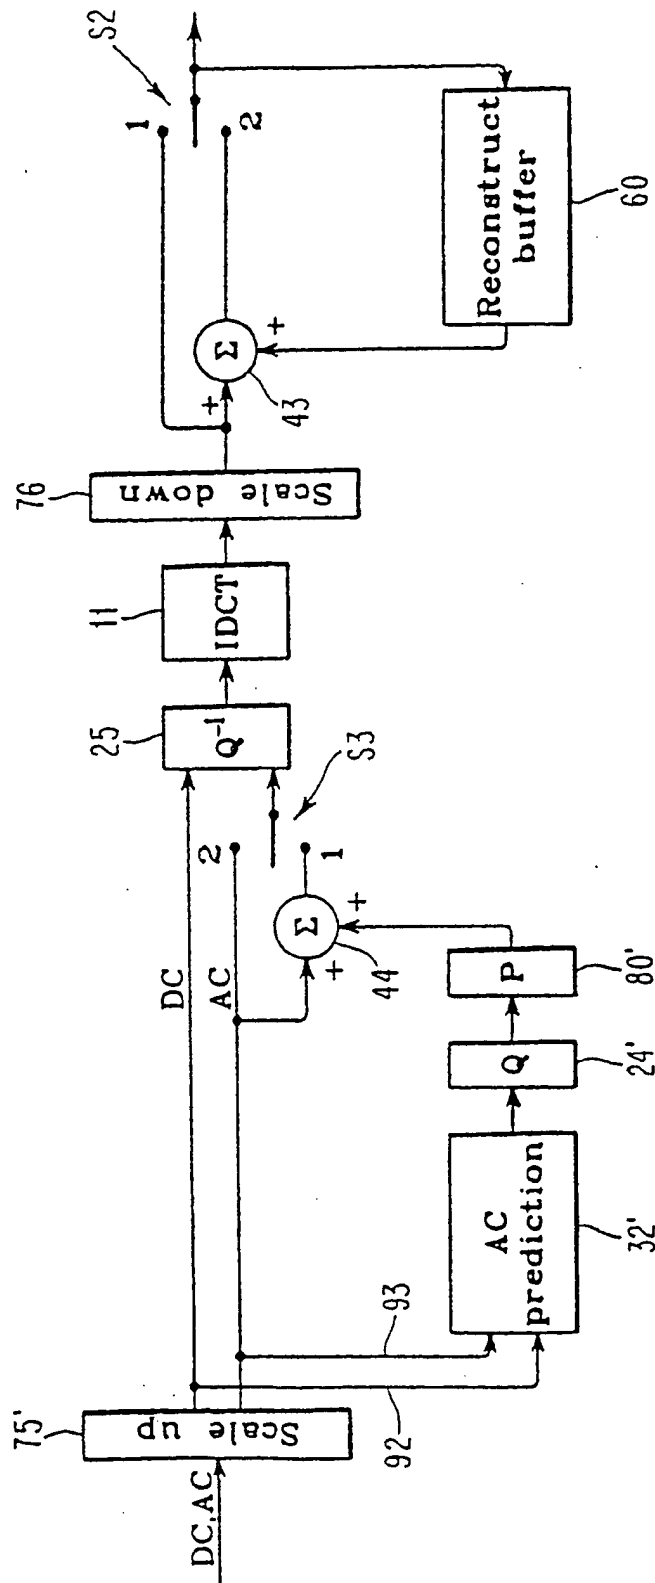 DC,AC
75'
Scale up
92
93
DC
AC
AC
prediction
32'
Q
24'
P
80'
+
+
Σ
44
2
1
S3
25
Q⁻¹
11
IDCT
76
Scale down
+
+
Σ
43
1
2
S2
Reconstruct
buffer
60